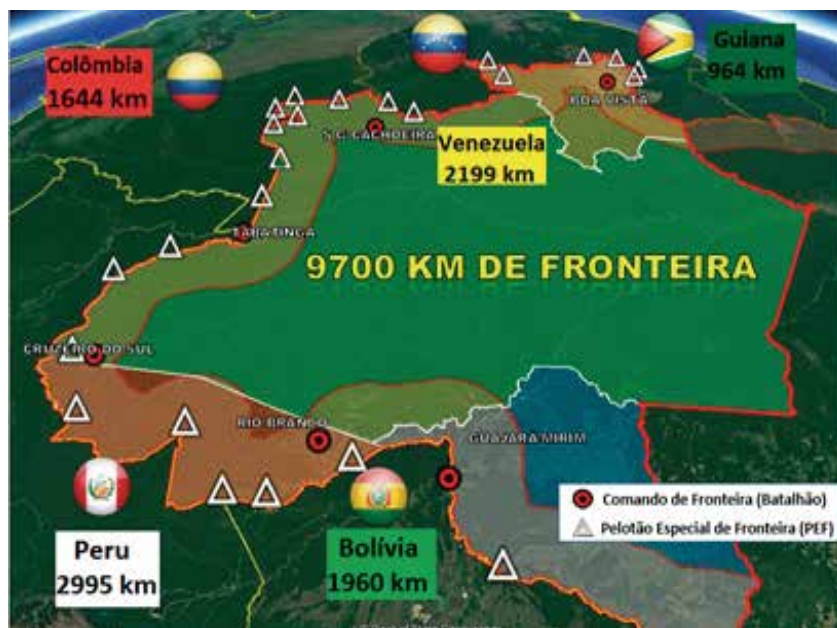 Colômbia
1644 km
Guiana
964 km
BOA VISTA
S.G. CACHOEIRA
Venezuela
2199 km
TABATINGA
9700 KM DE FRONTEIRA
CRUZEIRO DO SUL
RIO BRANCO
GUAJARÁ MIRIM
Comando de Fronteira (Batalhão)
Pelotão Especial de Fronteira (PEF)
Peru
2995 km
Bolívia
1960 km